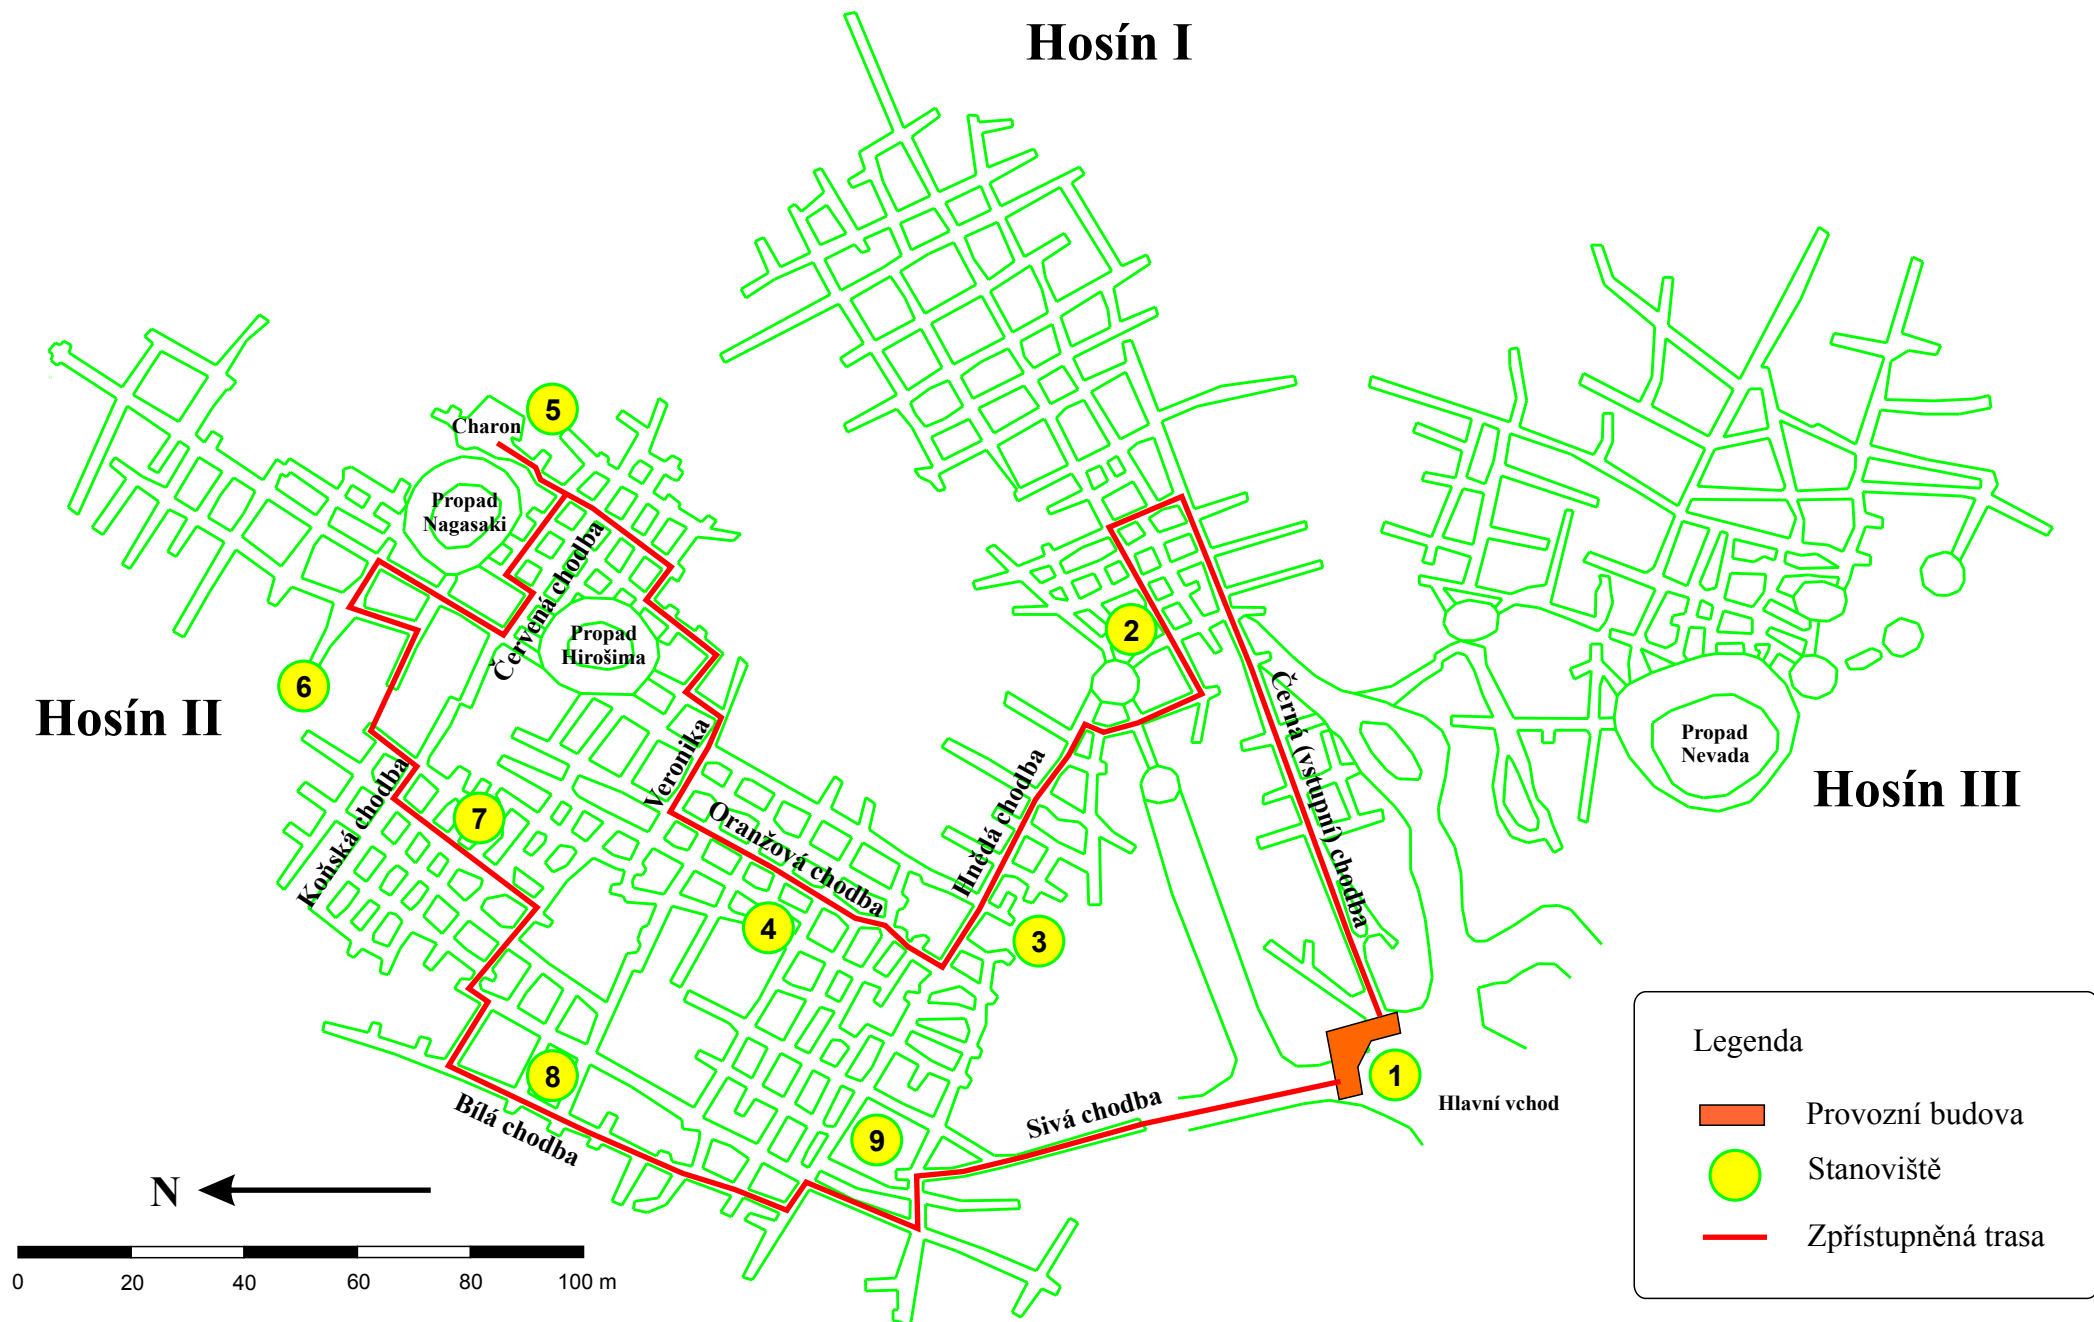 Hosín I
Charon
5
Propad
Nagasaki
Červená chodba
Propad
Hirošima
2
6
Hosín II
Veronika
Koňská chodba
7
Oranžová chodba
4
Hnědá chodba
3
Černá (vstupní) chodba
Propad
Nevada
Hosín III
8
Bílá chodba
9
Sivá chodba
1
Hlavní vchod
N
0 20 40 60 80 100 m
Legenda
Provozní budova
Stanoviště
Zpřístupněná trasa